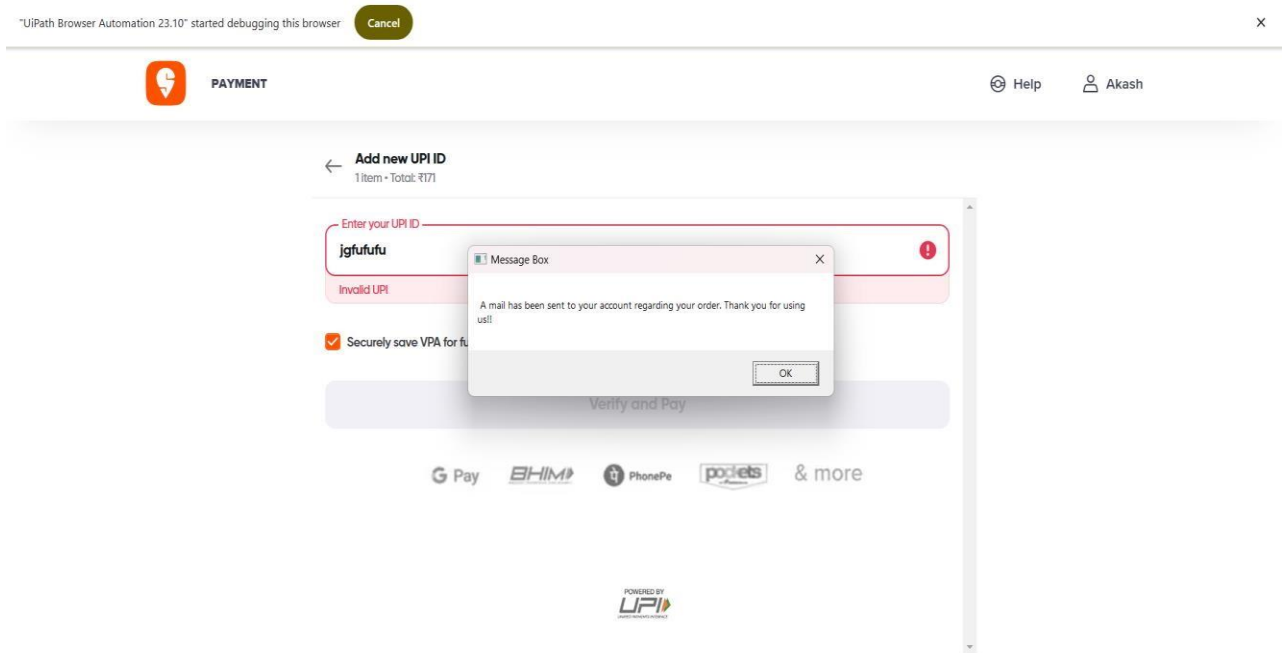 "UiPath Browser Automation 23.10" started debugging this browser
Cancel
PAYMENT
Help
Akash
Add new UPI ID
1 item • Total: ₹171
Enter your UPI ID
jgfufufu
Invalid UPI
Message Box
A mail has been sent to your account regarding your order. Thank you for using
us!!
OK
Securely save VPA for fu
Verify and Pay
G Pay
BHIM
PhonePe
pockets
& more
POWERED BY
UPI